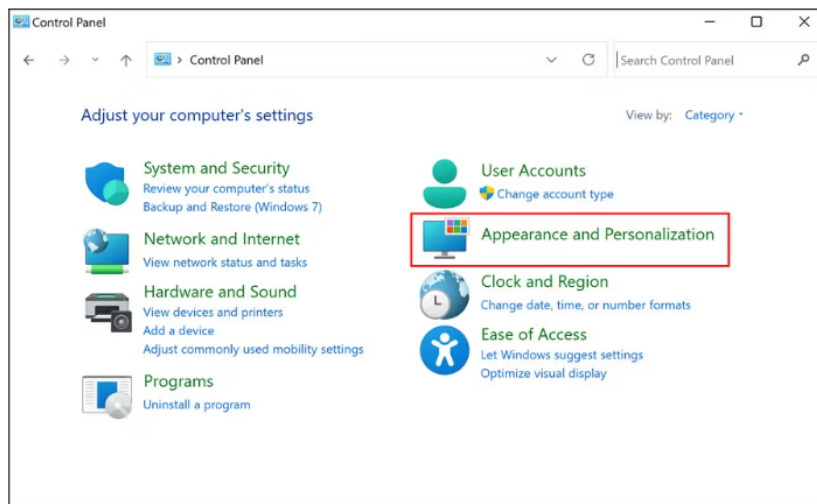 Control Panel
Control Panel
Search Control Panel
Adjust your computer's settings
View by: Category
System and Security
Review your computer's status
Backup and Restore (Windows 7)
Network and Internet
View network status and tasks
Hardware and Sound
View devices and printers
Add a device
Adjust commonly used mobility settings
Programs
Uninstall a program
User Accounts
Change account type
Appearance and Personalization
Clock and Region
Change date, time, or number formats
Ease of Access
Let Windows suggest settings
Optimize visual display